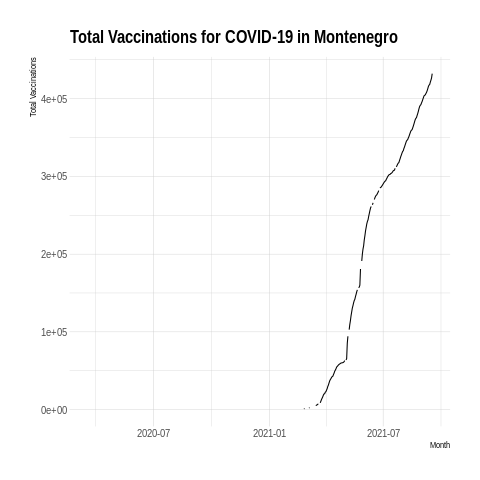 Total Vaccinations for COVID-19 in Montenegro
Total Vaccinations
4e+05
3e+05
2e+05
1e+05
0e+00
2020-07 2021-01 2021-07
Month